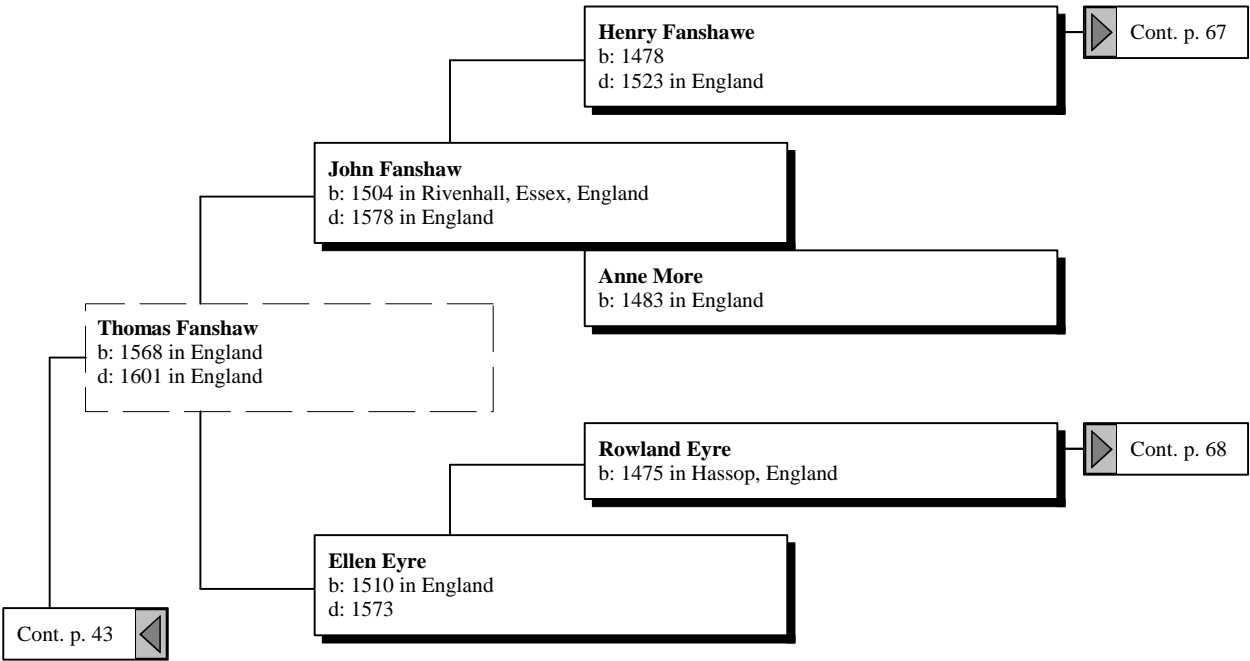 Henry Fanshawe
b: 1478
d: 1523 in England
Cont. p. 67
John Fanshaw
b: 1504 in Rivenhall, Essex, England
d: 1578 in England
Anne More
b: 1483 in England
Thomas Fanshaw
b: 1568 in England
d: 1601 in England
Rowland Eyre
b: 1475 in Hassop, England
Cont. p. 68
Ellen Eyre
b: 1510 in England
d: 1573
Cont. p. 43